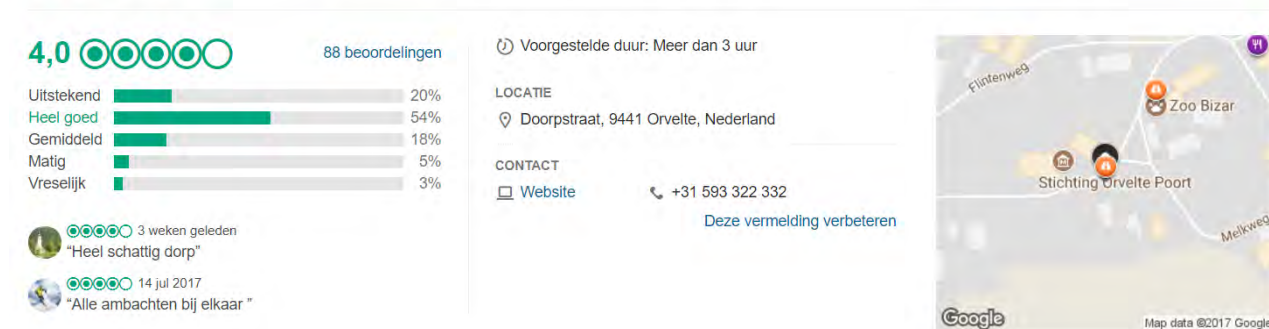 4,0
88 beoordelingen
Uitstekend 20%
Heel goed 54%
Gemiddeld 18%
Matig 5%
Vreselijk 3%
3 weken geleden
“Heel schattig dorp”
14 jul 2017
“Alle ambachten bij elkaar ”
Voorgestelde duur: Meer dan 3 uur
LOCATIE
Doorpstraat, 9441 Orvelte, Nederland
CONTACT
Website +31 593 322 332
Deze vermelding verbeteren
Flintenweg
Zoo Bizar
Stichting Orvelte Poort
Melkweg
Google
Map data ©2017 Google